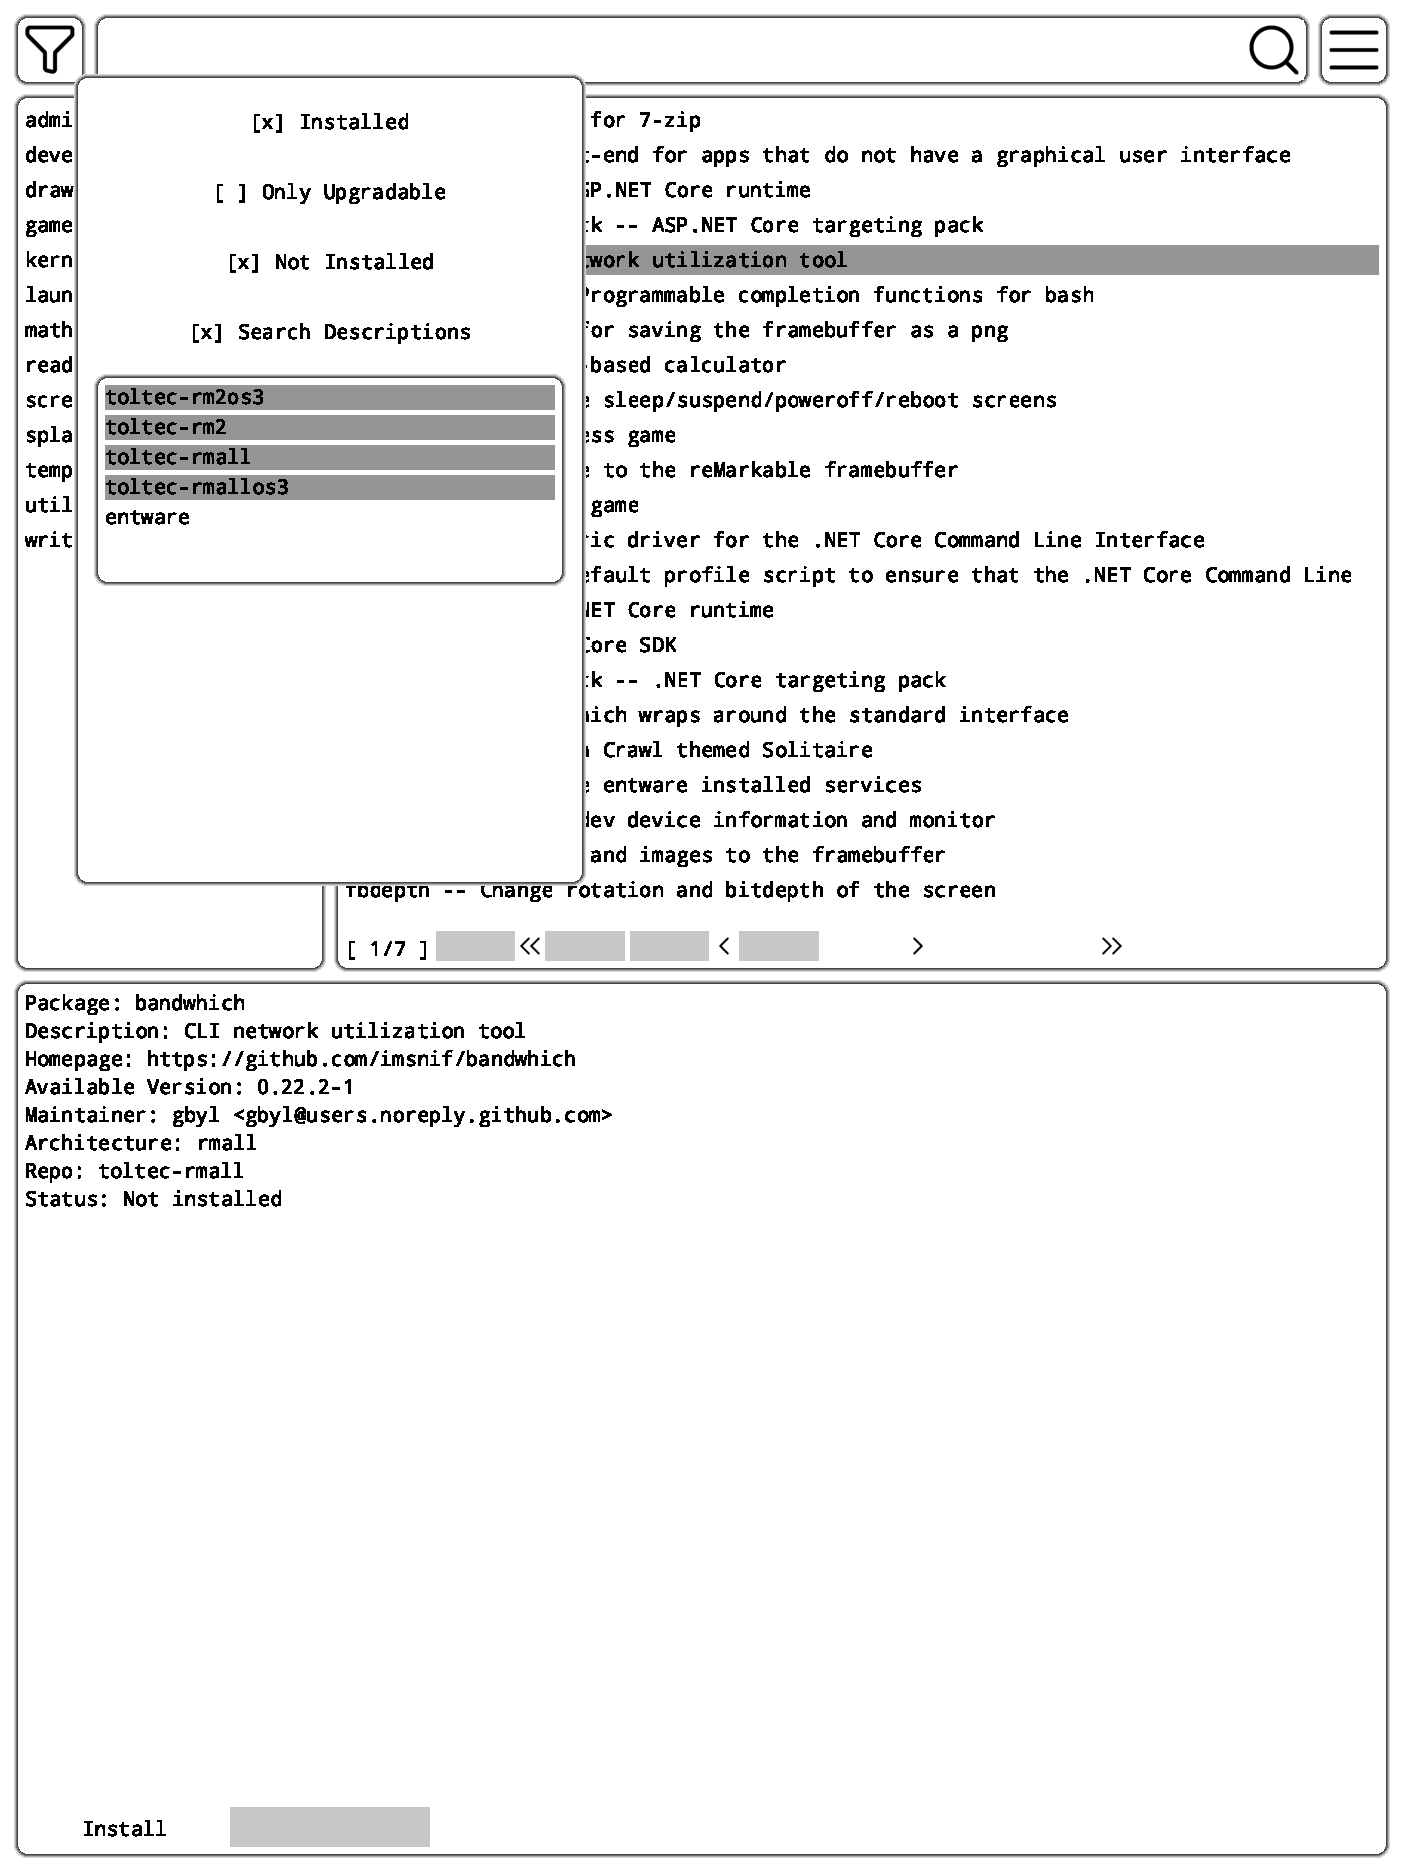 [x] Installed
[ ] Only Upgradable
[x] Not Installed
[x] Search Descriptions
toltec-rm2os3
toltec-rm2
toltec-rmall
toltec-rmallos3
entware
admi
deve
draw
game
kern
laun
math
read
scre
spla
temp
util
writ
for 7-zip
-end for apps that do not have a graphical user interface
SP.NET Core runtime
k -- ASP.NET Core targeting pack
work utilization tool
Programmable completion functions for bash
for saving the framebuffer as a png
-based calculator
e sleep/suspend/poweroff/reboot screens
ess game
e to the reMarkable framebuffer
game
ric driver for the .NET Core Command Line Interface
efault profile script to ensure that the .NET Core Command Line
NET Core runtime
Core SDK
k -- .NET Core targeting pack
hich wraps around the standard interface
n Crawl themed Solitaire
e entware installed services
dev device information and monitor
and images to the framebuffer
fbdepth -- Change rotation and bitdepth of the screen
[ 1/7 ] << < > >>
Package: bandwhich
Description: CLI network utilization tool
Homepage: https://github.com/imsnif/bandwhich
Available Version: 0.22.2-1
Maintainer: gbyl <gbyl@users.noreply.github.com>
Architecture: rmall
Repo: toltec-rmall
Status: Not installed
Install